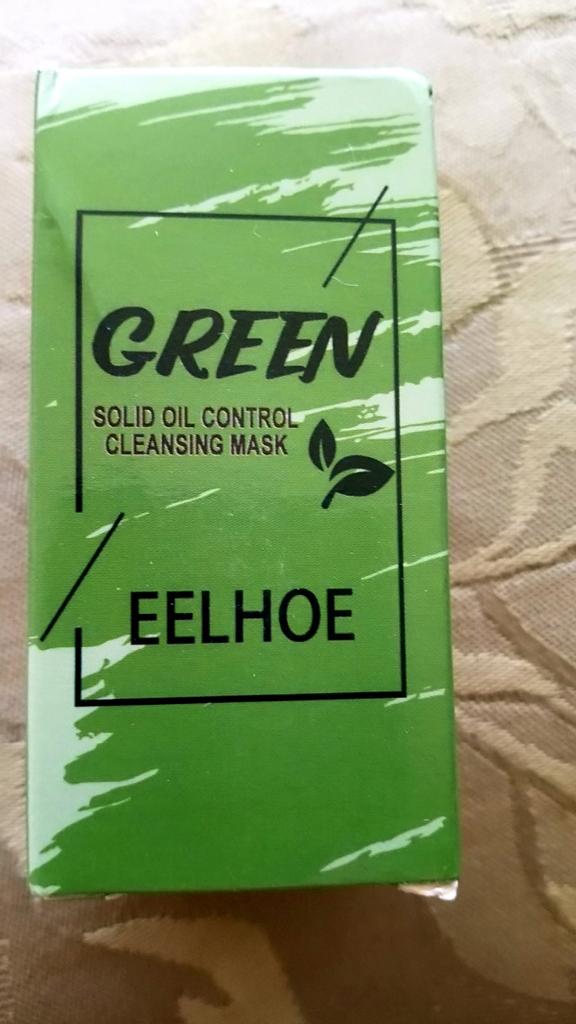 GREEN
SOLID OIL CONTROL
CLEANSING MASK
EELHOE